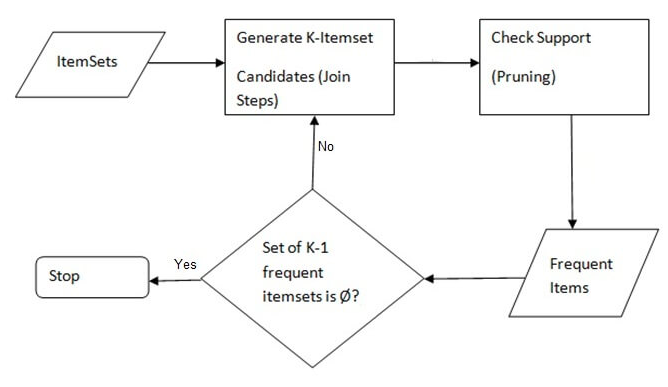 ItemSets
Generate K-Itemset
Candidates (Join
Steps)
Check Support
(Pruning)
No
Set of K-1
frequent
itemsets is Ø?
Yes
Stop
Frequent
Items